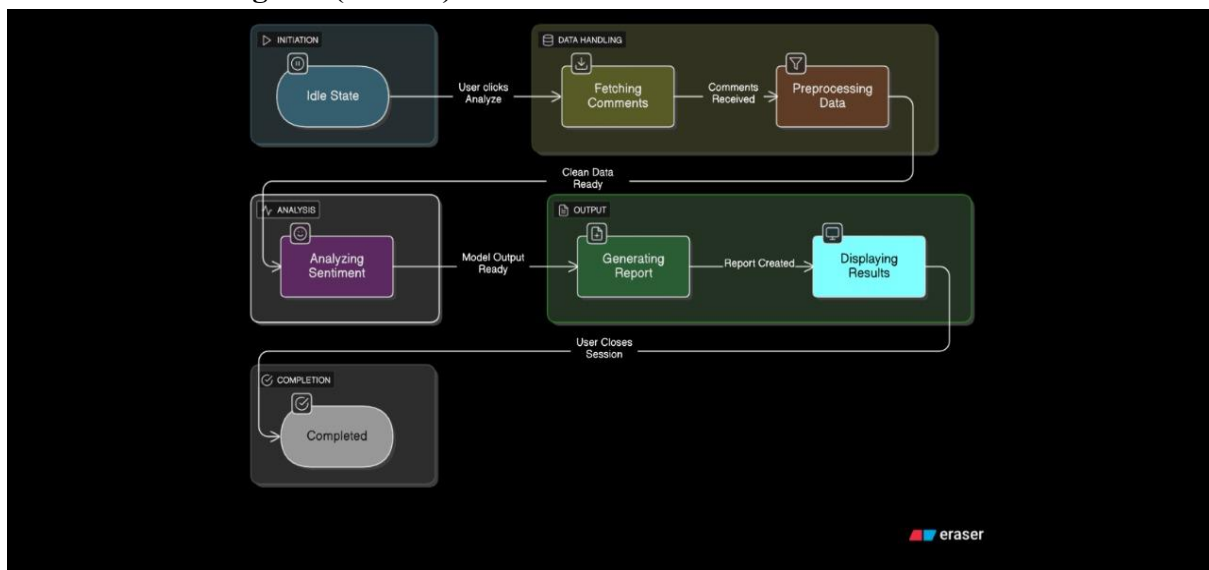 INITIATION
Idle State
User clicks
Analyze
DATA HANDLING
Fetching
Comments
Comments
Received
Preprocessing
Data
Clean Data
Ready
ANALYSIS
Analyzing
Sentiment
Model Output
Ready
OUTPUT
Generating
Report
Report Created
Displaying
Results
User Closes
Session
COMPLETION
Completed
eraser